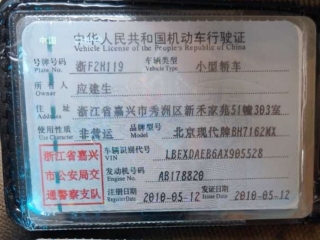 中华人民共和国机动车行驶证
Vehicle License of the People's Republic of China
号牌号码 Plate No. 浙F2H119 车辆类型 Vehicle Type 小型轿车
所有人 Owner 应建生
住址 Address 浙江省嘉兴市秀洲区新禾家苑51幢303室
使用性质 Use Character 非营运 品牌型号 Model 北京现代牌BH7162MX
浙江省嘉兴
市公安局交
通警察支队
车辆识别代号 VIN LBEXDAEB6AX905528
发动机号码 Engine No. AB178820
注册日期 Register Date 2010-05-12 发证日期 Issue Date 2010-05-12